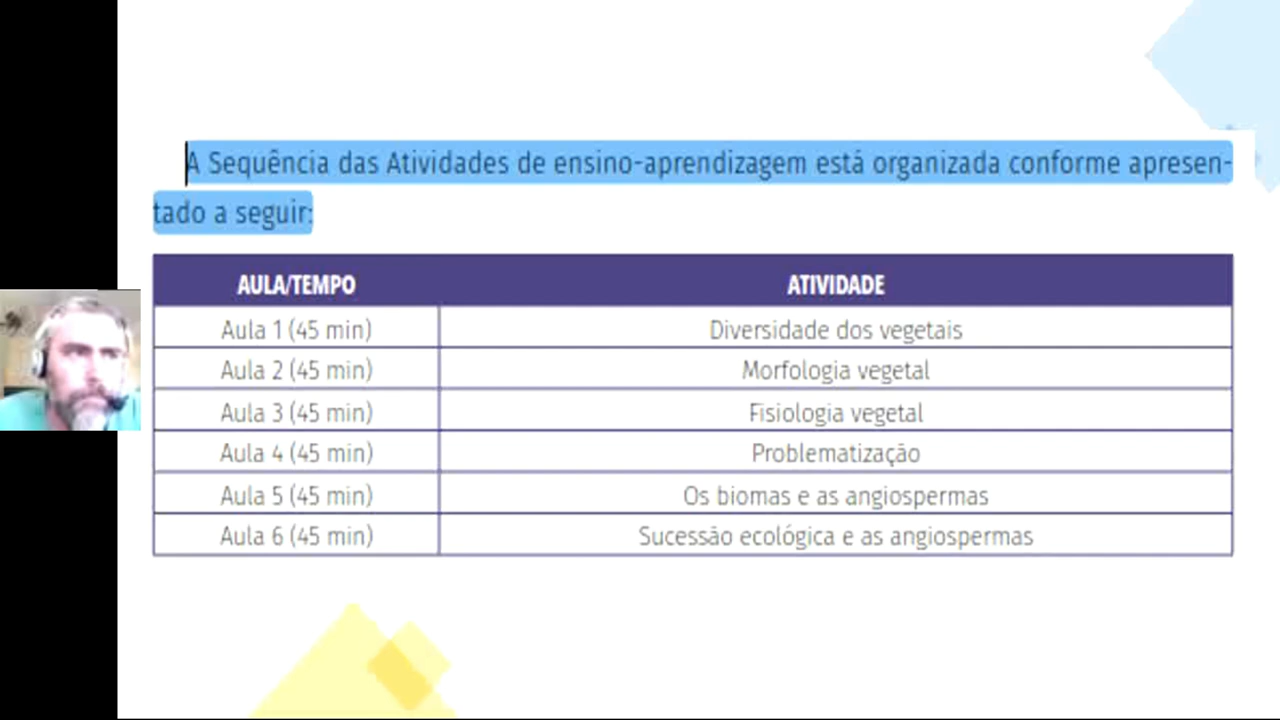 A Sequência das Atividades de ensino-aprendizagem está organizada conforme apresen-
tado a seguir:
AULA/TEMPO ATIVIDADE
Aula 1 (45 min) Diversidade dos vegetais
Aula 2 (45 min) Morfologia vegetal
Aula 3 (45 min) Fisiologia vegetal
Aula 4 (45 min) Problematização
Aula 5 (45 min) Os biomas e as angiospermas
Aula 6 (45 min) Sucessão ecológica e as angiospermas